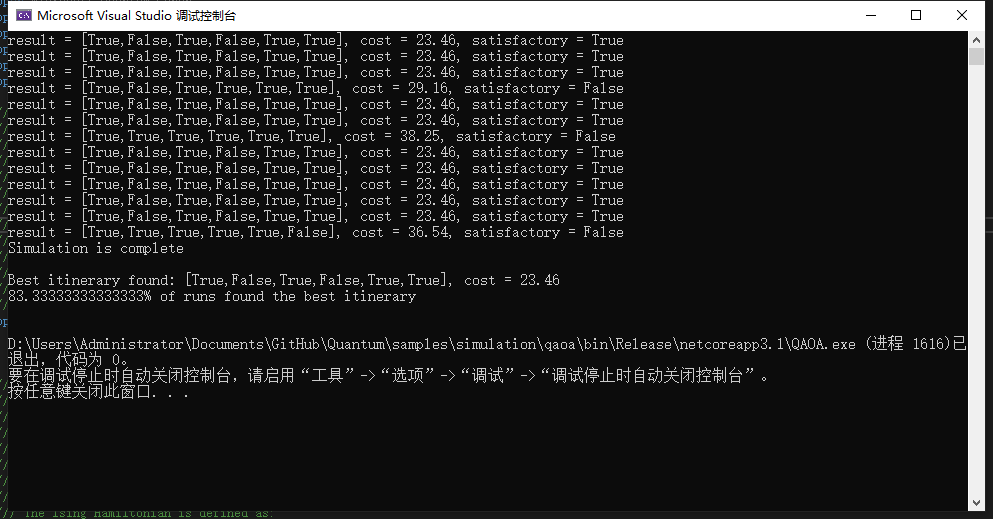 Microsoft Visual Studio 调试控制台
result = [True,False,True,False,True,True], cost = 23.46, satisfactory = True
result = [True,False,True,False,True,True], cost = 23.46, satisfactory = True
result = [True,False,True,False,True,True], cost = 23.46, satisfactory = True
result = [True,False,True,True,True,True], cost = 29.16, satisfactory = False
result = [True,False,True,False,True,True], cost = 23.46, satisfactory = True
result = [True,False,True,False,True,True], cost = 23.46, satisfactory = True
result = [True,True,True,True,True,True], cost = 38.25, satisfactory = False
result = [True,False,True,False,True,True], cost = 23.46, satisfactory = True
result = [True,False,True,False,True,True], cost = 23.46, satisfactory = True
result = [True,False,True,False,True,True], cost = 23.46, satisfactory = True
result = [True,False,True,False,True,True], cost = 23.46, satisfactory = True
result = [True,False,True,False,True,True], cost = 23.46, satisfactory = True
result = [True,True,True,True,True,False], cost = 36.54, satisfactory = False
Simulation is complete
Best itinerary found: [True,False,True,False,True,True], cost = 23.46
83.33333333333333% of runs found the best itinerary
D:\Users\Administrator\Documents\GitHub\Quantum\samples\simulation\qaoa\bin\Release\netcoreapp3.1\QAOA.exe (进程 1616)已
退出，代码为 0。
要在调试停止时自动关闭控制台，请启用“工具”->“选项”->“调试”->“调试停止时自动关闭控制台”。
按任意键关闭此窗口. . .
// The Ising Hamiltonian is defined as: